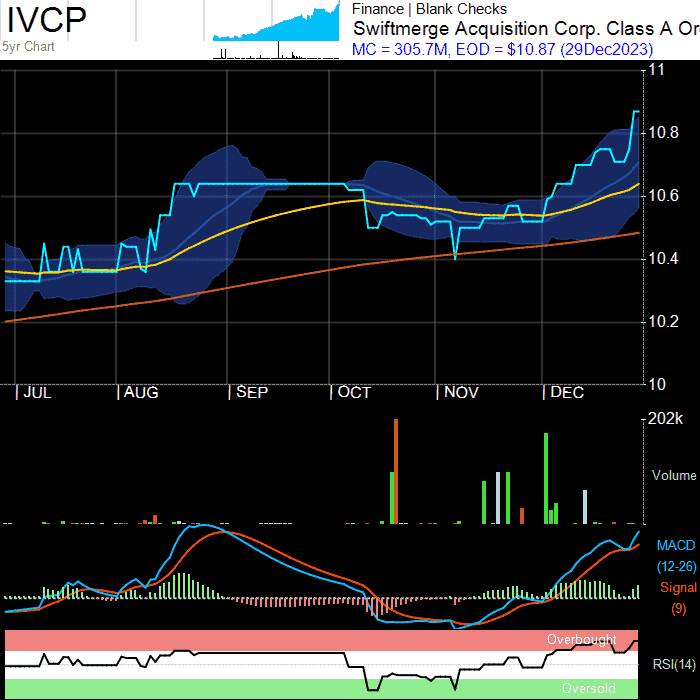 IVCP
5yr Chart
Finance | Blank Checks
Swiftmerge Acquisition Corp. Class A Or
MC = 305.7M, EOD = $10.87 (29Dec2023)
11
10.8
10.6
10.4
10.2
10
| JUL | AUG | SEP | OCT | NOV | DEC
202k
Volume
MACD
(12-26)
Signal
(9)
Overbought
RSI(14)
Oversold